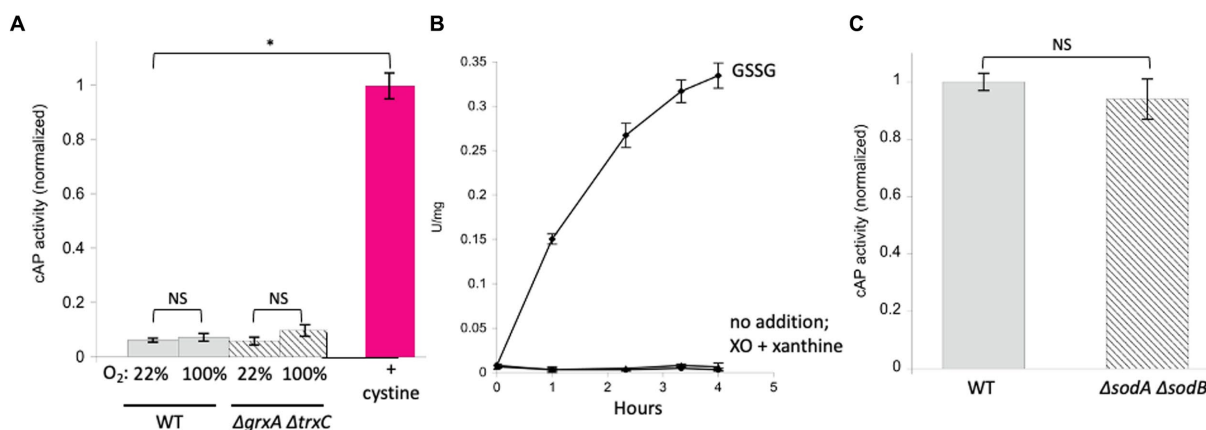 A
*
cAP activity (normalized)
1
0.8
0.6
0.4
0.2
0
NS
NS
O2: 22% 100% 22% 100%
WT
ΔgrxA ΔtrxC
+
cystine
B
U/mg
0.35
0.3
0.25
0.2
0.15
0.1
0.05
0
0 1 2 3 4 5
Hours
GSSG
no addition;
XO + xanthine
C
NS
cAP activity (normalized)
1
0.8
0.6
0.4
0.2
0
WT
ΔsodA ΔsodB